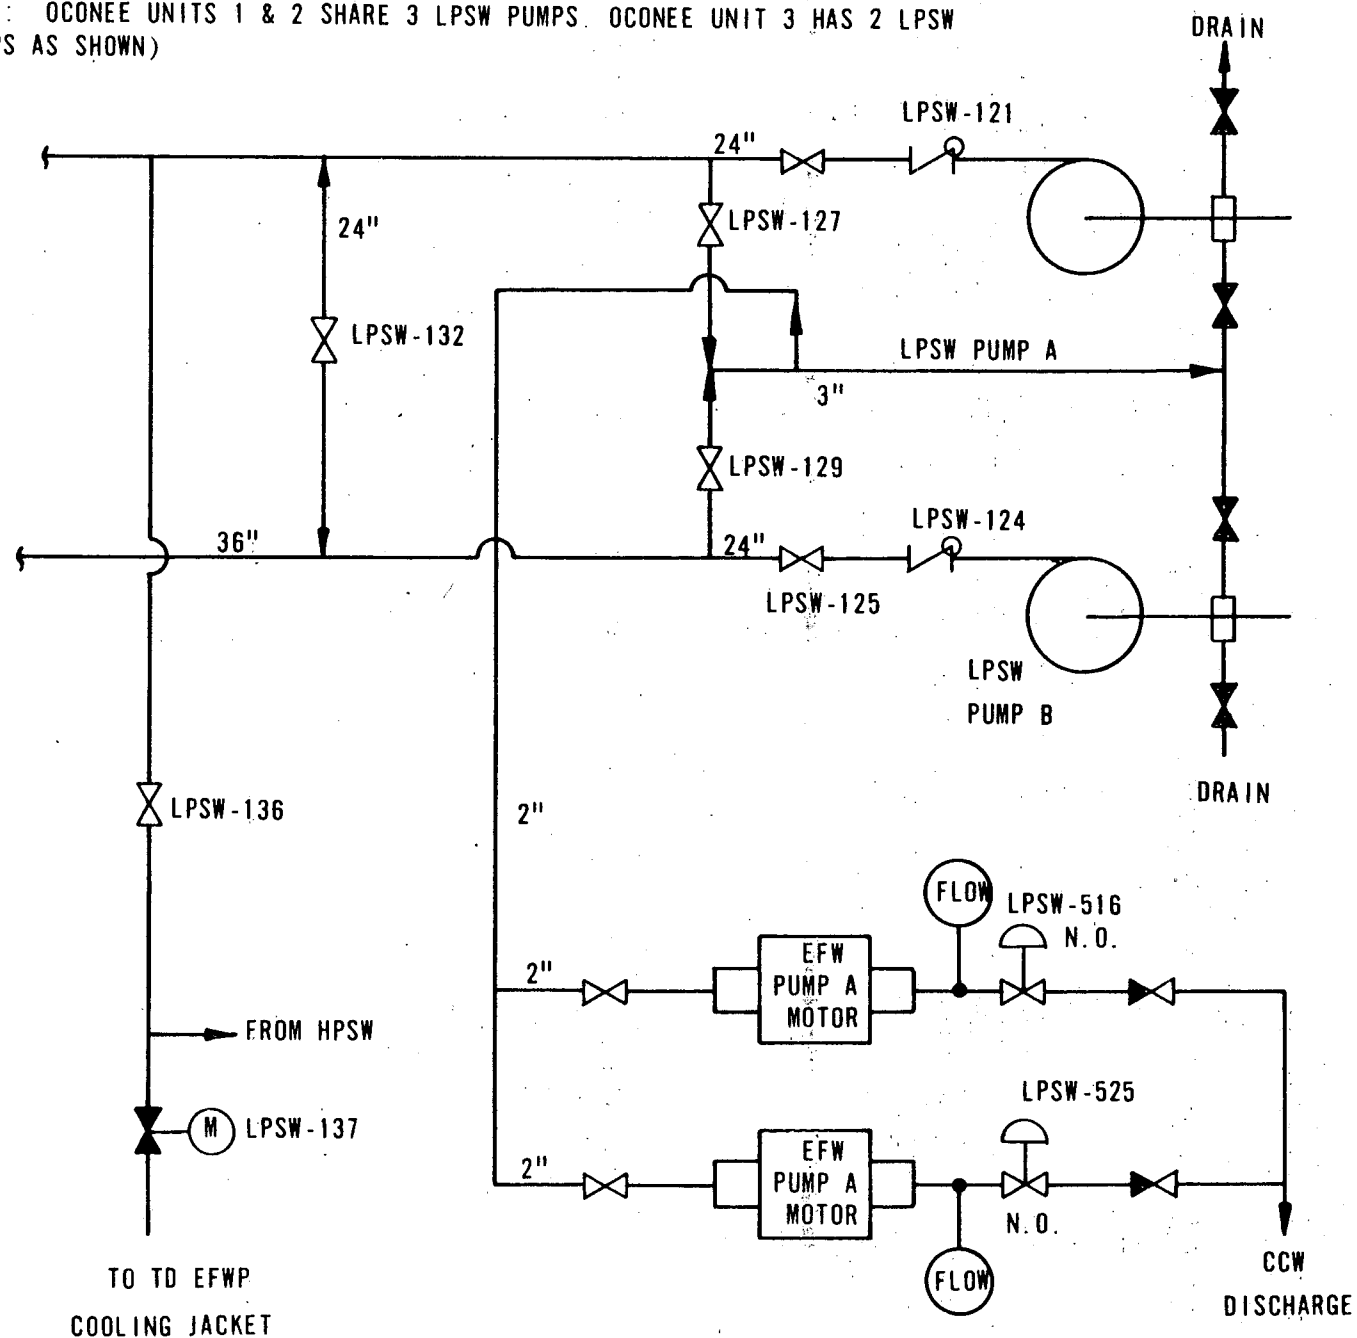 : OCONEE UNITS 1 & 2 SHARE 3 LPSW PUMPS. OCONEE UNIT 3 HAS 2 LPSW
PS AS SHOWN)
DRAIN
LPSW-121
24"
LPSW-127
24"
LPSW-132
LPSW PUMP A
3"
LPSW-129
LPSW-124
36"
24"
LPSW-125
LPSW
PUMP B
DRAIN
LPSW-136
2"
FLOW
LPSW-516
N.O.
2"
EFW
PUMP A
MOTOR
FROM HPSW
LPSW-525
M
LPSW-137
2"
EFW
PUMP A
MOTOR
N.O.
FLOW
CCW
DISCHARGE
TO TD EFWP
COOLING JACKET